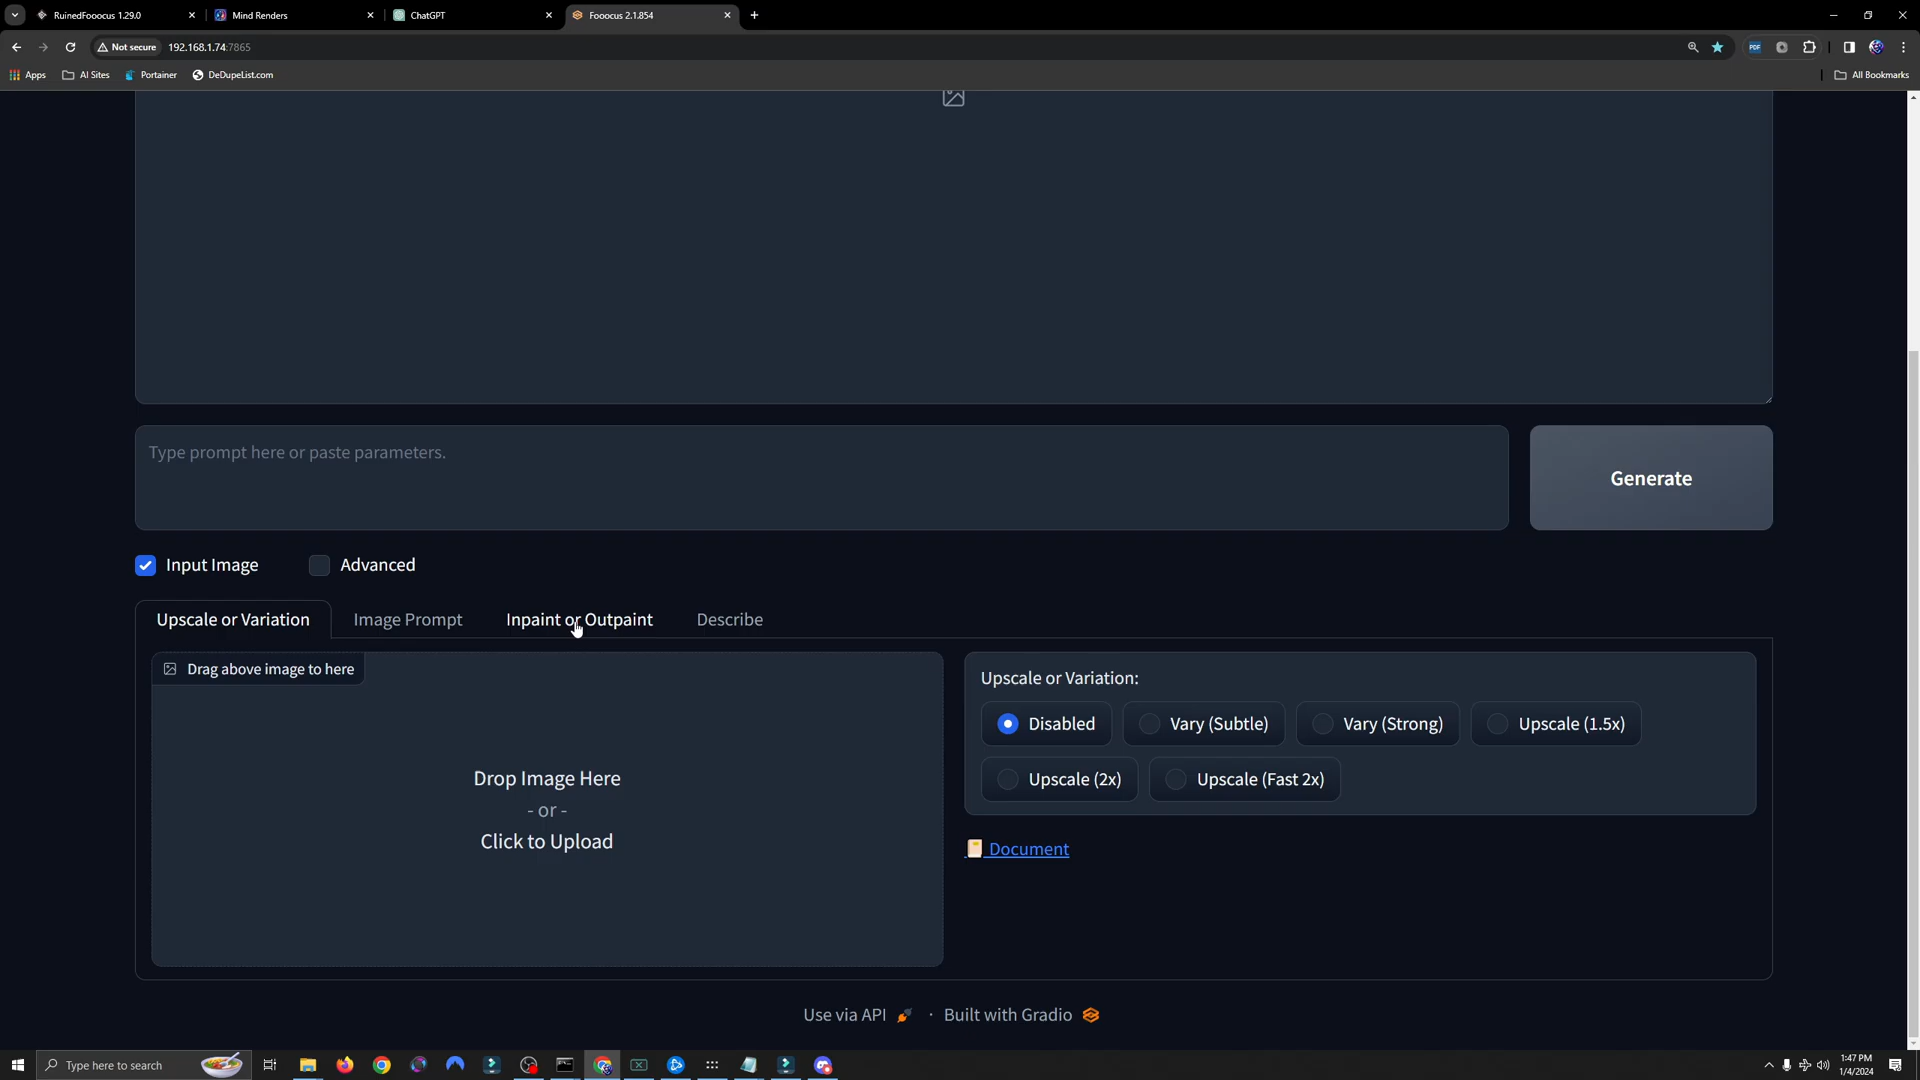 RuinedFooocus 1.29.0
Mind Renders
ChatGPT
Fooocus 2.1.854
Not secure 192.168.1.74:7865
Apps AI Sites Portainer DeDupeList.com All Bookmarks
Type prompt here or paste parameters.
Generate
Input Image Advanced
Upscale or Variation Image Prompt Inpaint or Outpaint Describe
Drag above image to here
Drop Image Here
- or -
Click to Upload
Upscale or Variation:
Disabled Vary (Subtle) Vary (Strong) Upscale (1.5x)
Upscale (2x) Upscale (Fast 2x)
Document
Use via API · Built with Gradio
Type here to search
1:47 PM
1/4/2024